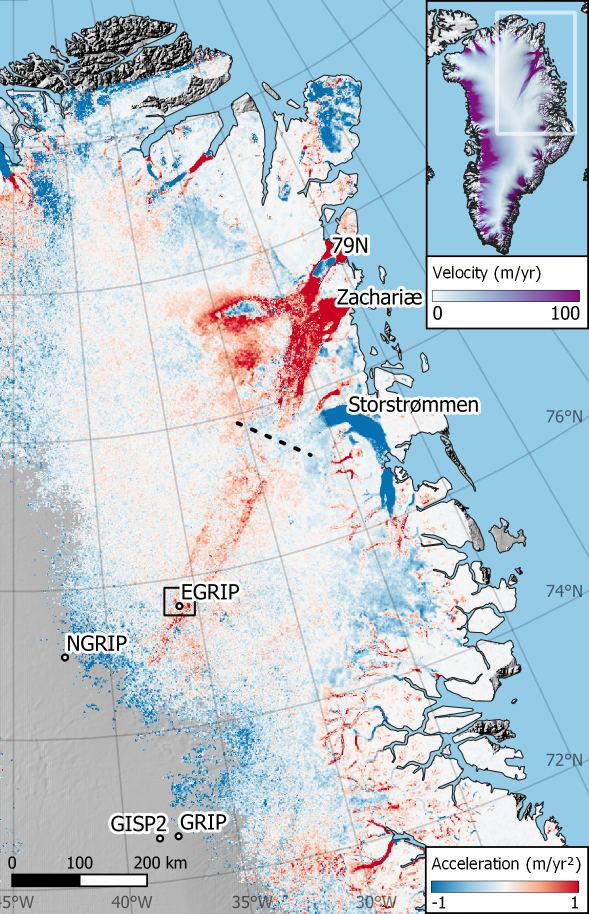 79N
Velocity (m/yr)
0 100
Zachariæ
Storstrømmen
76°N
EGRIP
74°N
NGRIP
72°N
GISP2 GRIP
0 100 200 km
Acceleration (m/yr²)
-1 1
45°W 40°W 35°W 30°W